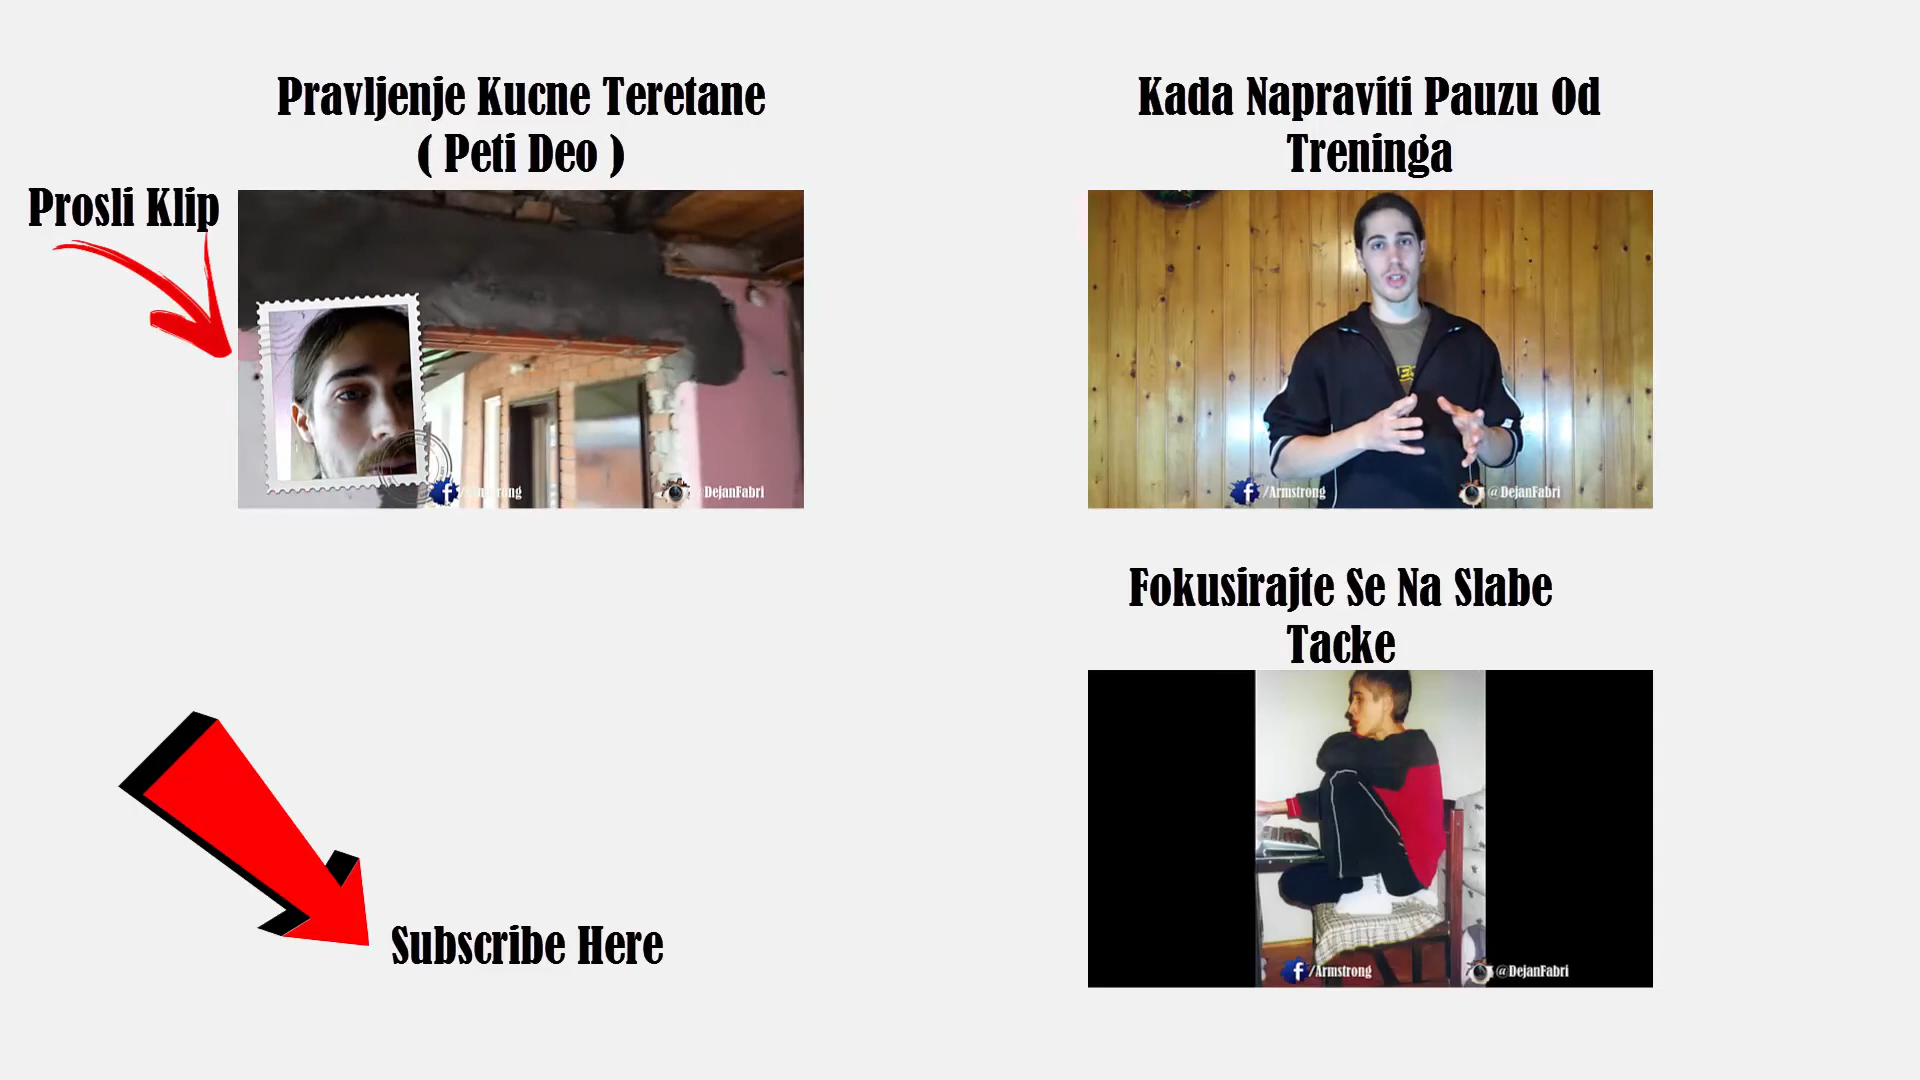 Pravljenje Kucne Teretane
( Peti Deo )
Prosli Klip
/Armstrong
@DejanFabri
Kada Napraviti Pauzu Od
Treninga
/Armstrong
@DejanFabri
Fokusirajte Se Na Slabe
Tacke
/Armstrong
@DejanFabri
Subscribe Here